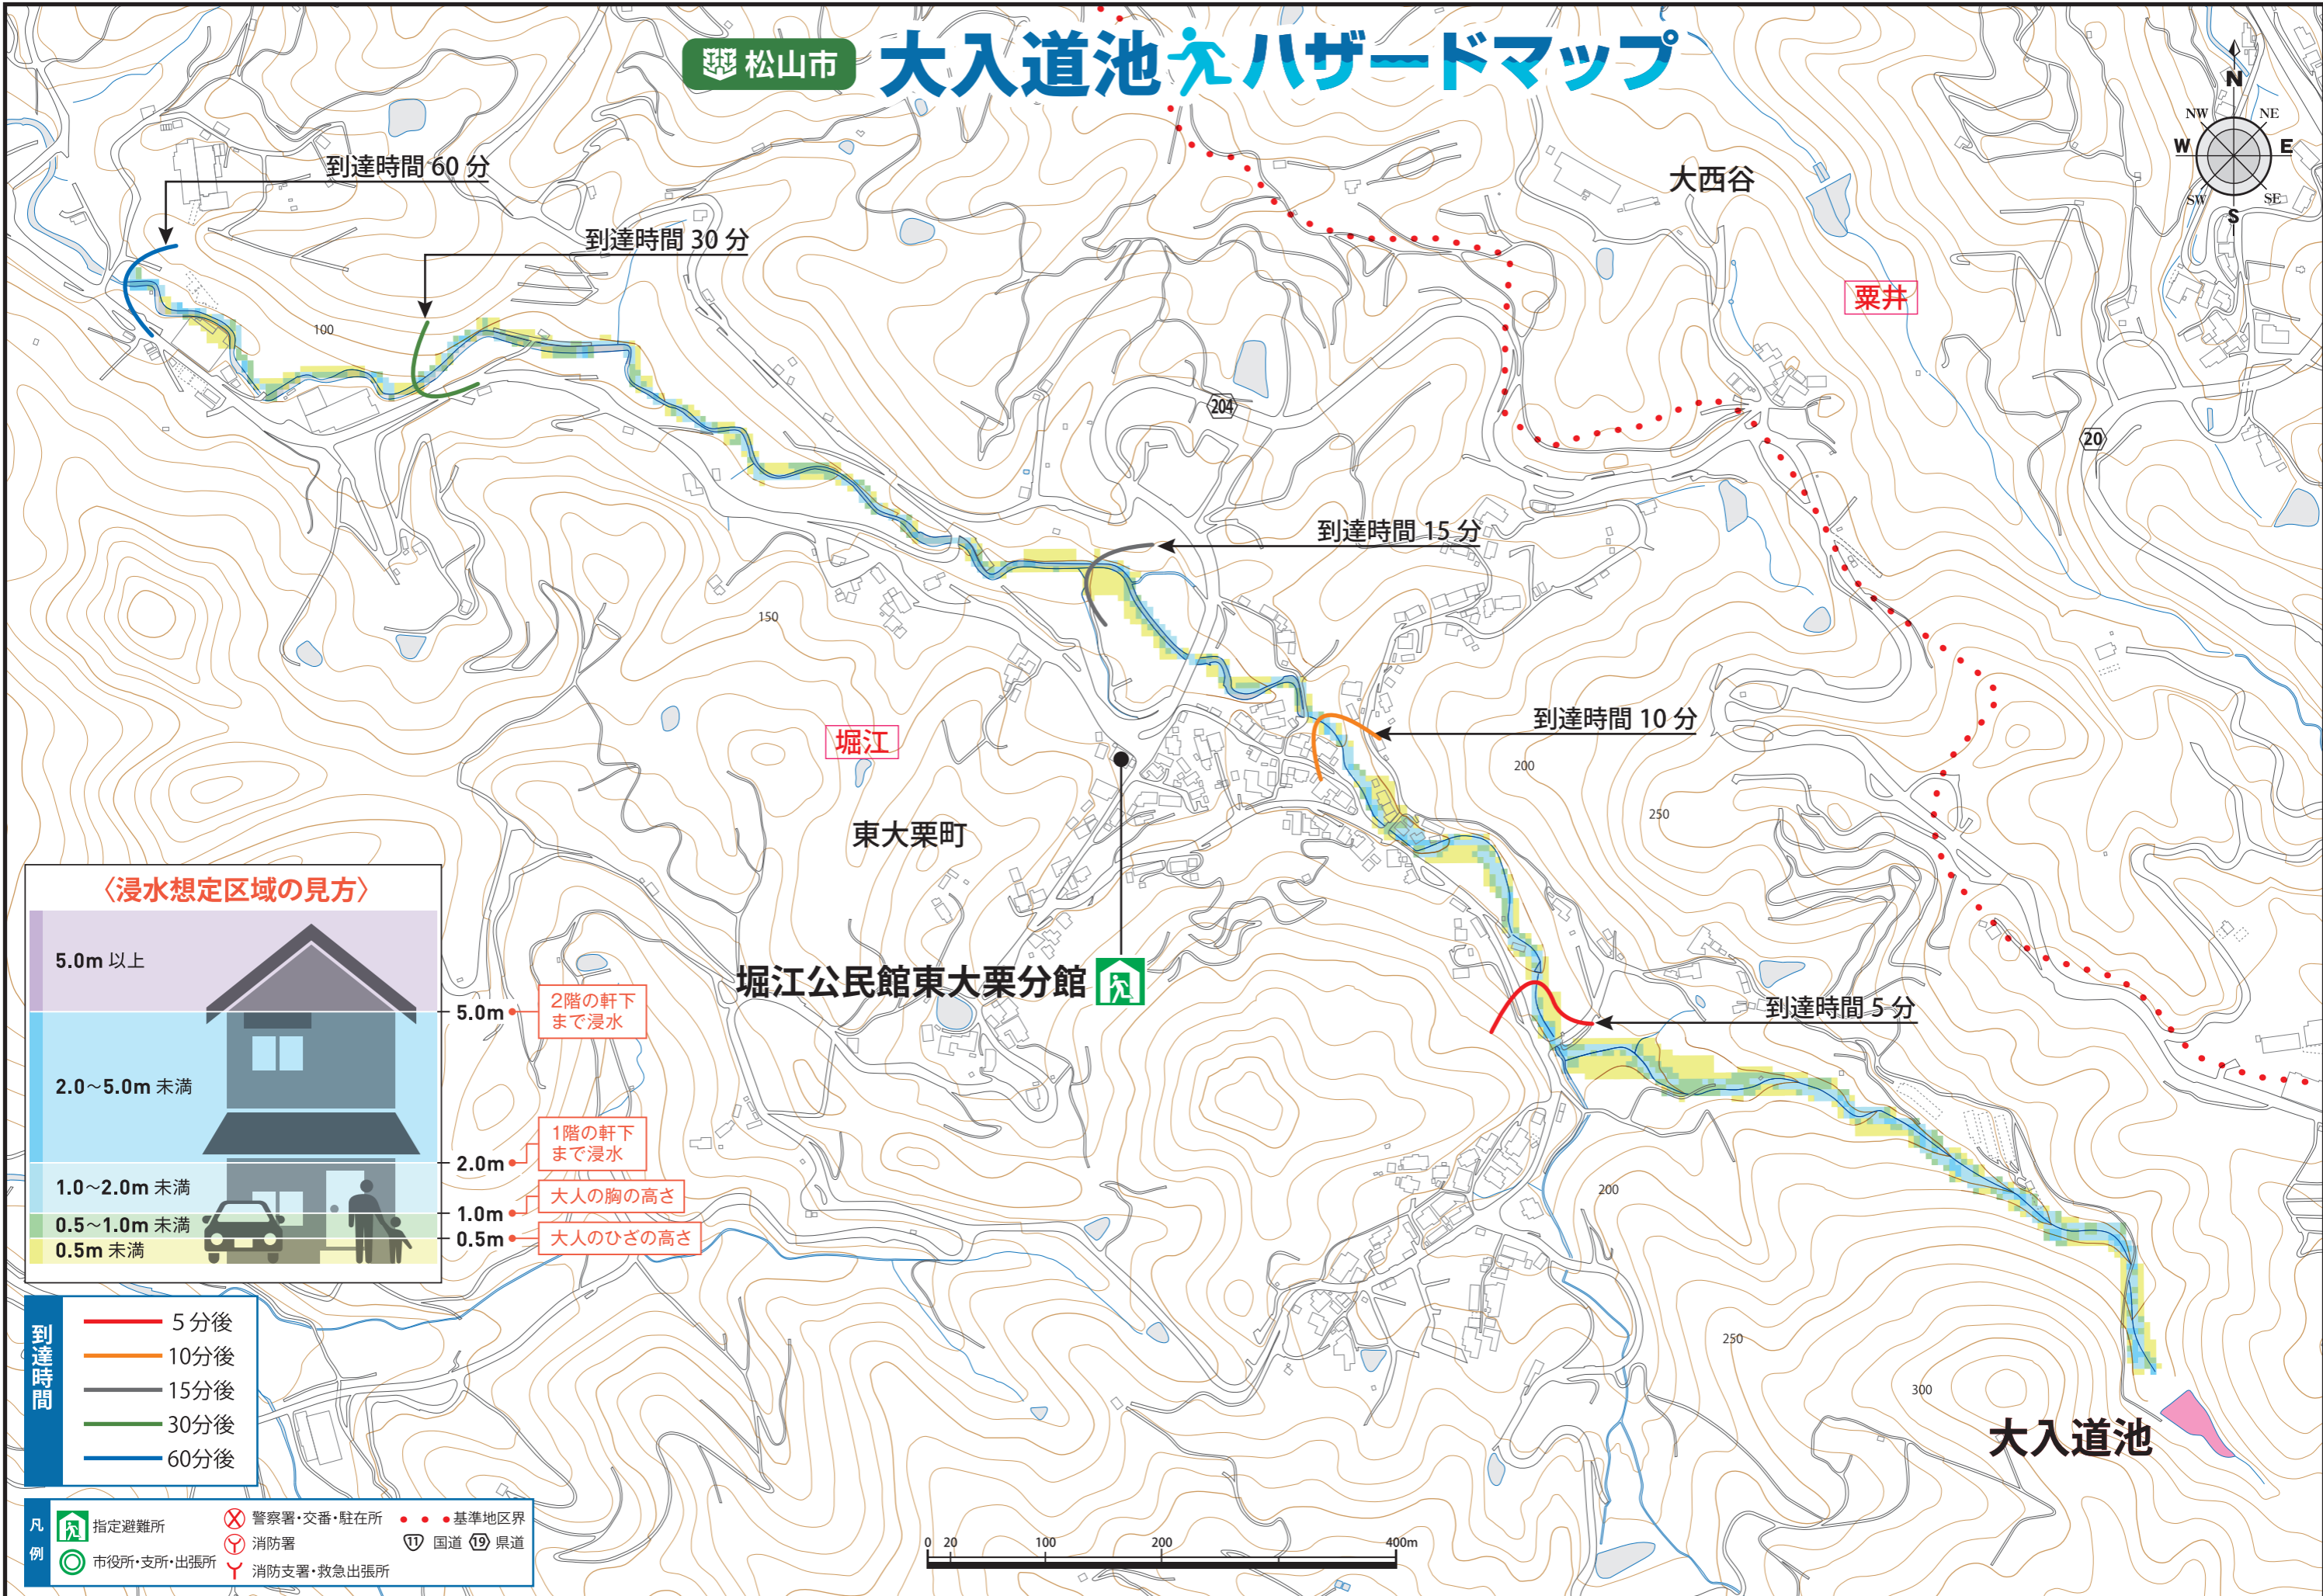 松山市
大入道池ハザードマップ
N
NE
E
SE
S
SW
W
NW
到達時間 60 分
到達時間 30 分
大西谷
粟井
100
204
20
到達時間 15 分
150
到達時間 10 分
堀江
200
250
東大栗町
堀江公民館東大栗分館
到達時間 5 分
200
250
300
大入道池
〈浸水想定区域の見方〉
5.0m 以上
2.0～5.0m 未満
1.0～2.0m 未満
0.5～1.0m 未満
0.5m 未満
5.0m
2階の軒下
まで浸水
2.0m
1階の軒下
まで浸水
1.0m
大人の胸の高さ
0.5m
大人のひざの高さ
到達時間
5 分後
10分後
15分後
30分後
60分後
凡例
指定避難所
市役所・支所・出張所
警察署・交番・駐在所
消防署
消防支署・救急出張所
基準地区界
11 国道 19 県道
0 20 100 200 400m